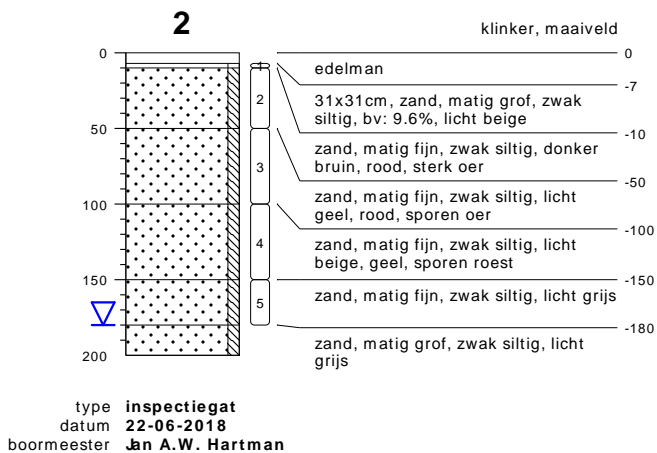 2
klinker, maaiveld
0
0
1
edelman
-7
2
31x31cm, zand, matig grof, zwak
siltig, bv: 9.6%, licht beige
-10
50
zand, matig fijn, zwak siltig, donker
bruin, rood, sterk oer
-50
3
zand, matig fijn, zwak siltig, licht
geel, rood, sporen oer
100
-100
4
zand, matig fijn, zwak siltig, licht
beige, geel, sporen roest
150
-150
5
zand, matig fijn, zwak siltig, licht grijs
-180
200
zand, matig grof, zwak siltig, licht
grijs
type inspectiegat
datum 22-06-2018
boormeester Jan A.W. Hartman